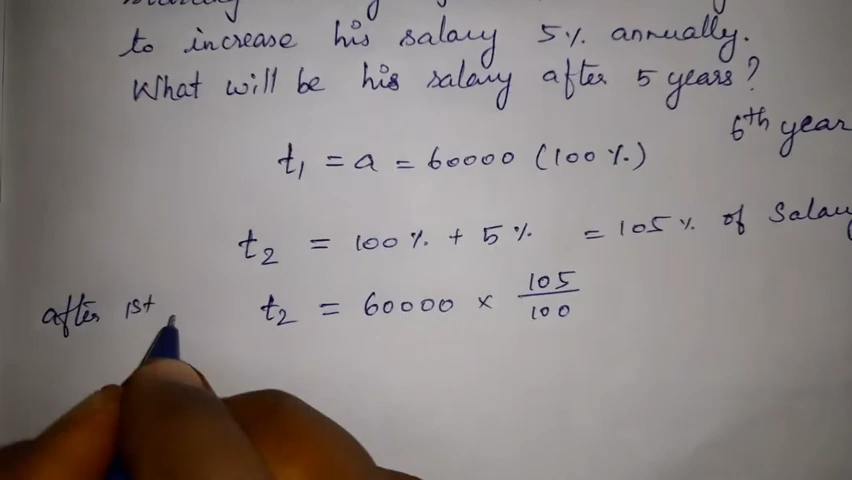 to increase his salary 5% annually.
What will be his salary after 5 years?
6th year
t1 = a = 60000 (100%.)
t2 = 100% + 5% = 105% of Salary
after 1st t2 = 60000 × 105/100